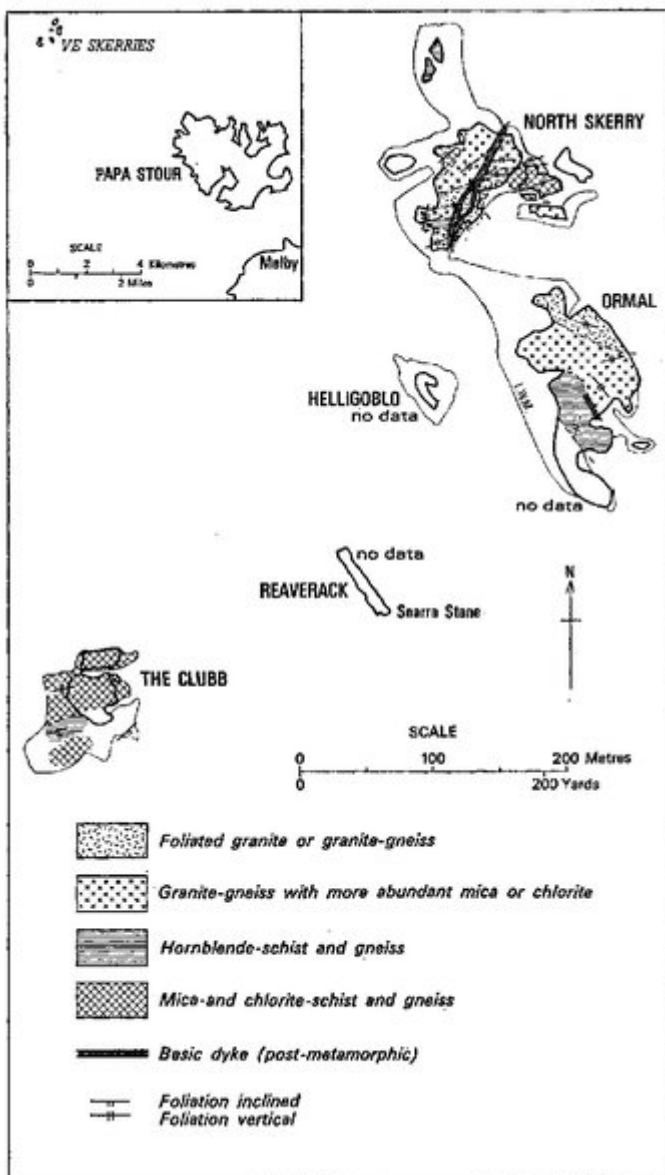 VE SKERRIES
PAPA STOUR
SCALE
0 2 4 Kilometres
0 2 Miles
Melby
NORTH SKERRY
ORMAL
HELLIGOBLO
no data
LWM
no data
no data
REAVERACK
Snarra Stane
N
THE CLUBB
SCALE
0 100 200 Metres
0 200 Yards
Foliated granite or granite-gneiss
Granite-gneiss with more abundant mica or chlorite
Hornblende-schist and gneiss
Mica-and chlorite-schist and gneiss
Basic dyke (post-metamorphic)
Foliation inclined
Foliation vertical